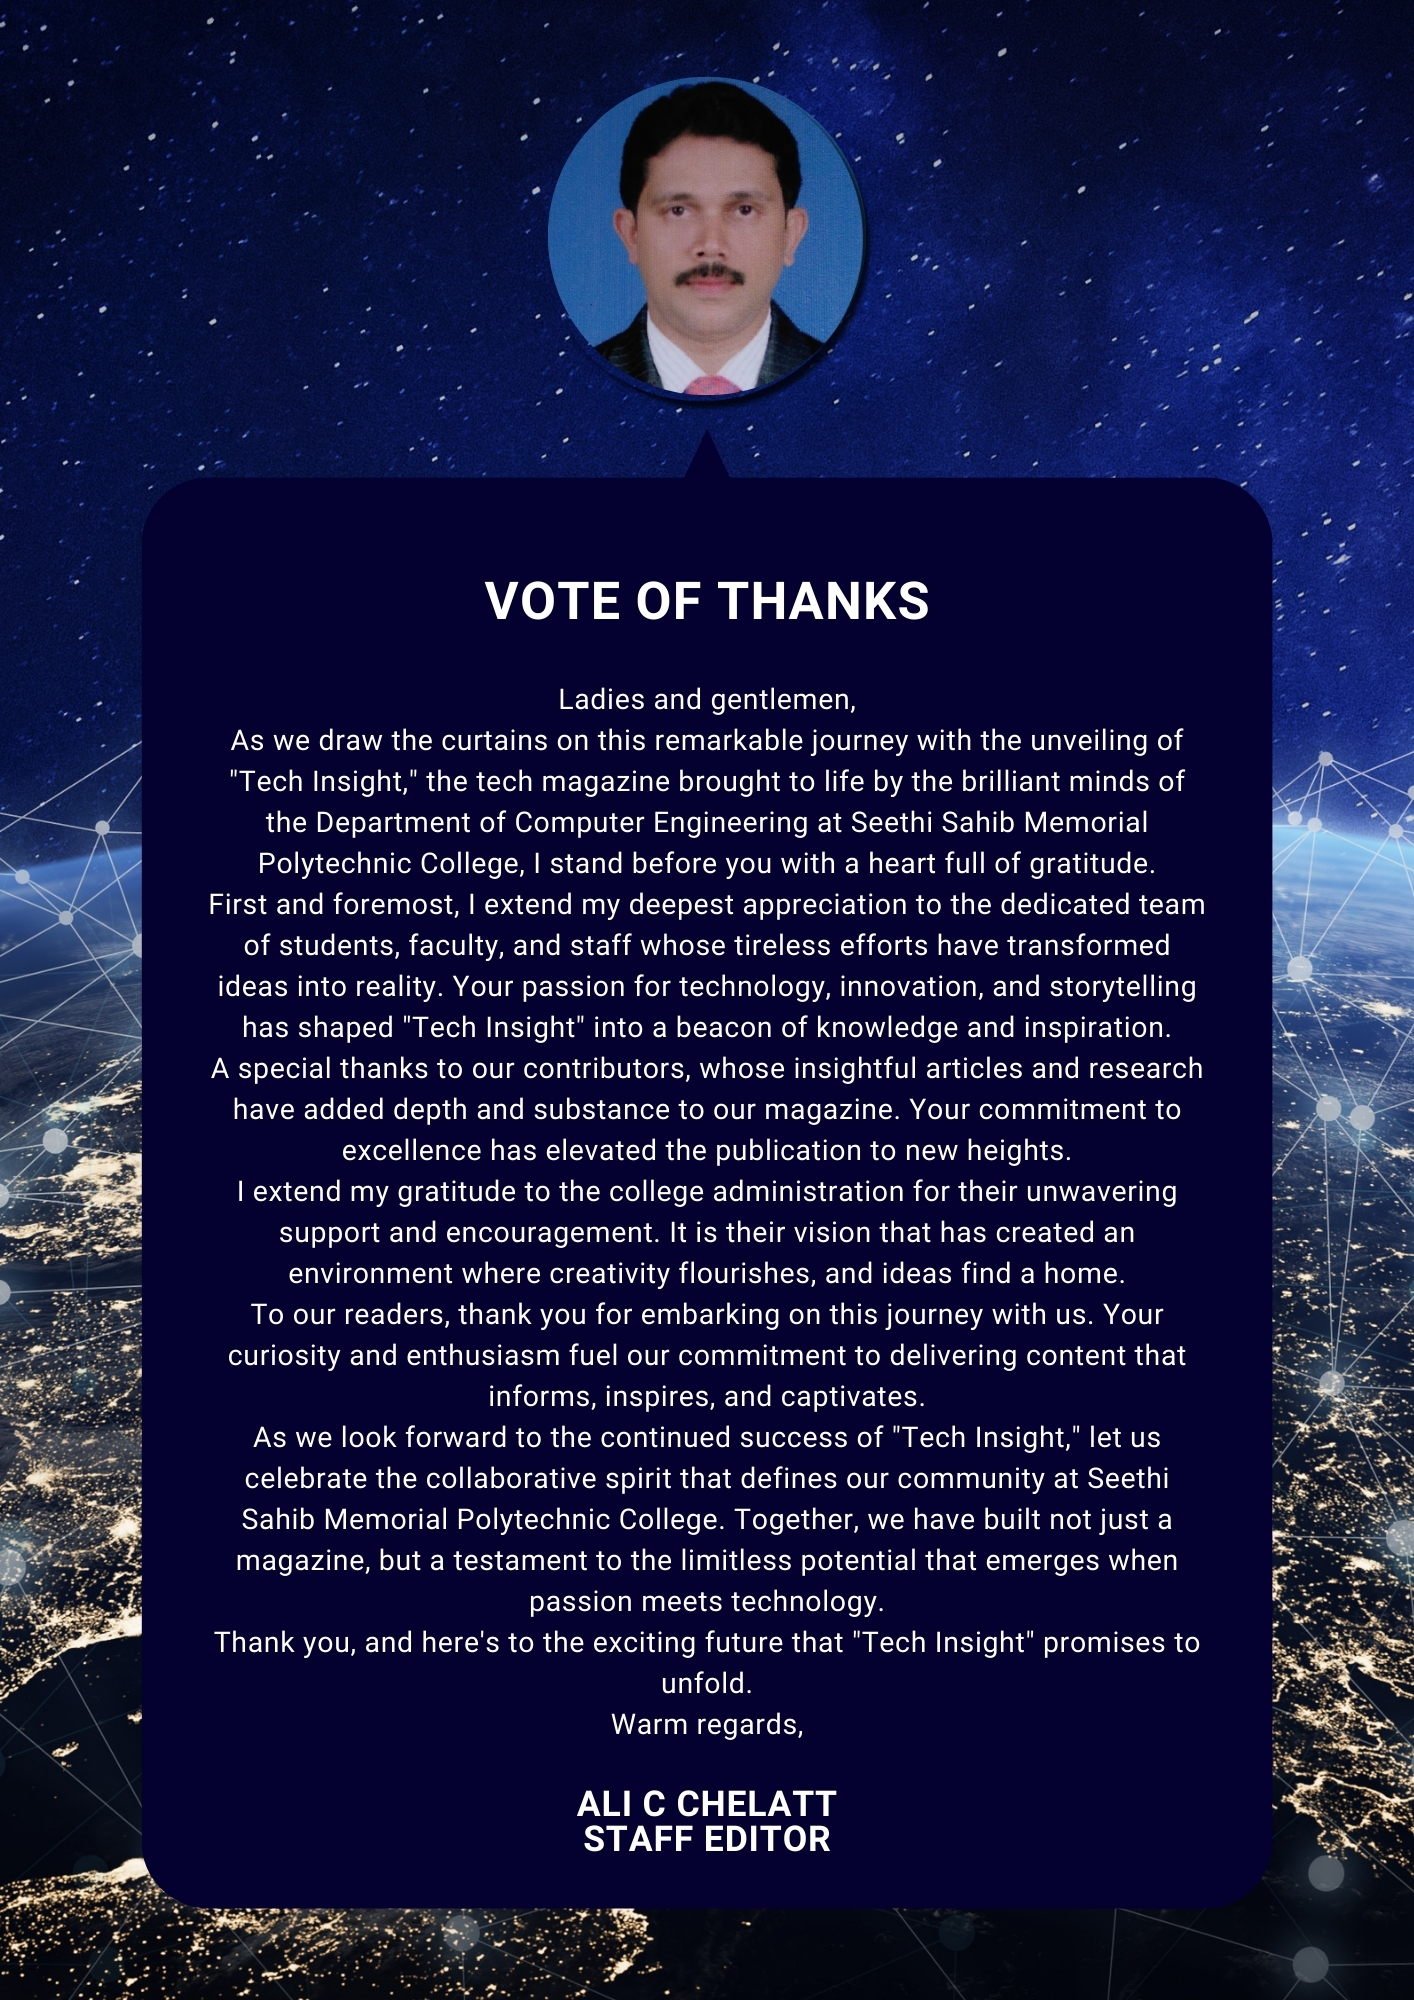 VOTE OF THANKS
Ladies and gentlemen,
As we draw the curtains on this remarkable journey with the unveiling of
"Tech Insight," the tech magazine brought to life by the brilliant minds of
the Department of Computer Engineering at Seethi Sahib Memorial
Polytechnic College, I stand before you with a heart full of gratitude.
First and foremost, I extend my deepest appreciation to the dedicated team
of students, faculty, and staff whose tireless efforts have transformed
ideas into reality. Your passion for technology, innovation, and storytelling
has shaped "Tech Insight" into a beacon of knowledge and inspiration.
A special thanks to our contributors, whose insightful articles and research
have added depth and substance to our magazine. Your commitment to
excellence has elevated the publication to new heights.
I extend my gratitude to the college administration for their unwavering
support and encouragement. It is their vision that has created an
environment where creativity flourishes, and ideas find a home.
To our readers, thank you for embarking on this journey with us. Your
curiosity and enthusiasm fuel our commitment to delivering content that
informs, inspires, and captivates.
As we look forward to the continued success of "Tech Insight," let us
celebrate the collaborative spirit that defines our community at Seethi
Sahib Memorial Polytechnic College. Together, we have built not just a
magazine, but a testament to the limitless potential that emerges when
passion meets technology.
Thank you, and here's to the exciting future that "Tech Insight" promises to
unfold.
Warm regards,
ALI C CHELATT
STAFF EDITOR